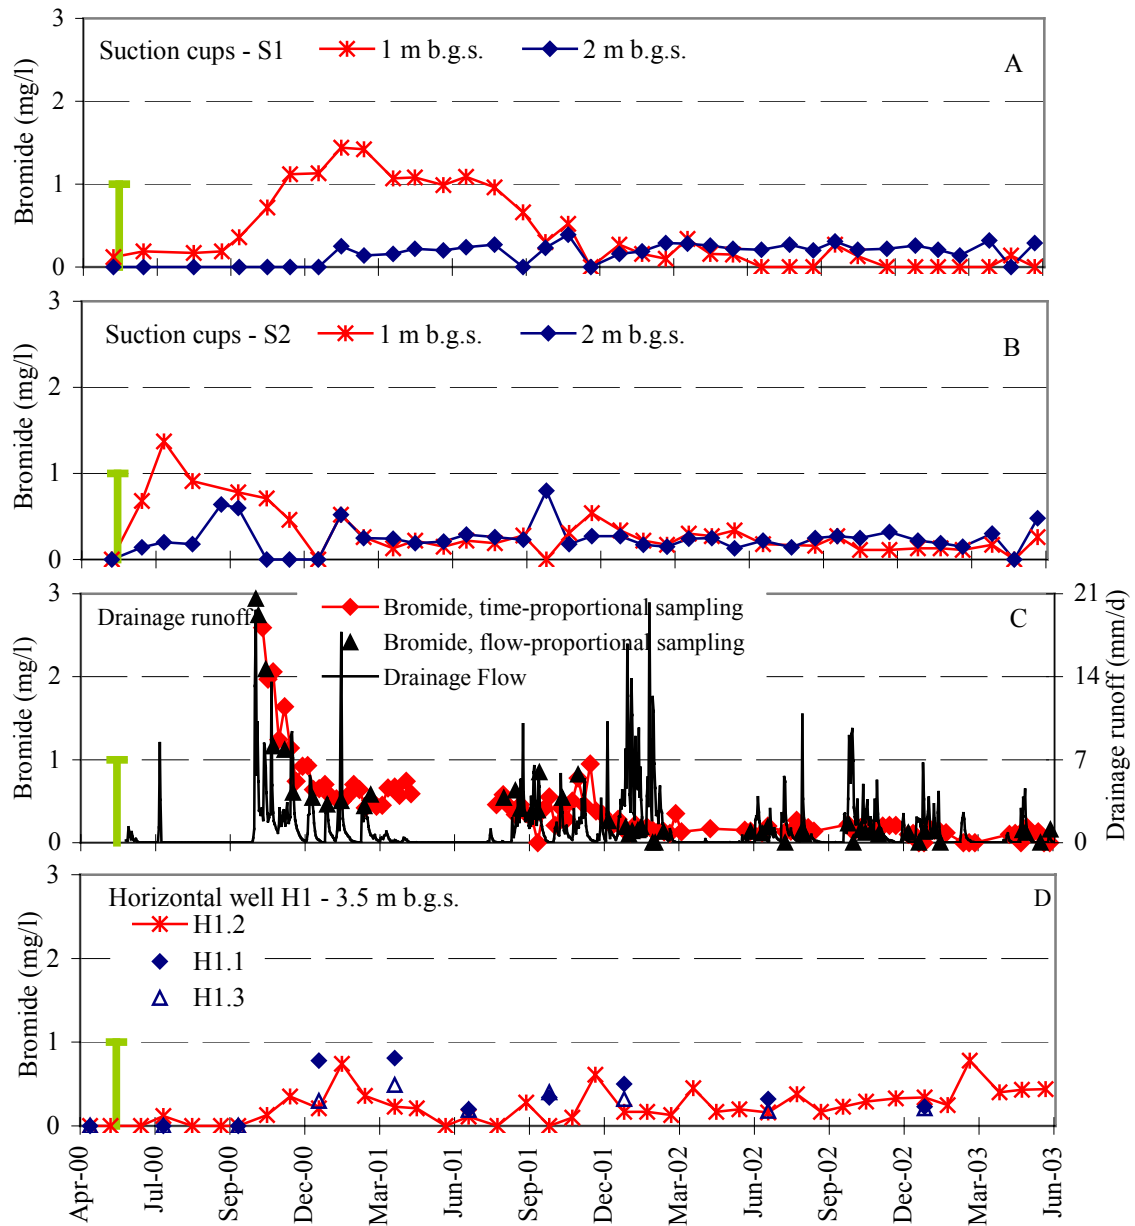 3
2
1
0
Bromide (mg/l)
Suction cups - S1
1 m b.g.s.
2 m b.g.s.
A
3
2
1
0
Bromide (mg/l)
Suction cups - S2
1 m b.g.s.
2 m b.g.s.
B
3
2
1
0
Bromide (mg/l)
Drainage runoff
Bromide, time-proportional sampling
Bromide, flow-proportional sampling
Drainage Flow
C
21
14
7
0
Drainage runoff (mm/d)
3
2
1
0
Bromide (mg/l)
Horizontal well H1 - 3.5 m b.g.s.
H1.2
H1.1
H1.3
D
Apr-00
Jul-00
Sep-00
Dec-00
Mar-01
Jun-01
Sep-01
Dec-01
Mar-02
Jun-02
Sep-02
Dec-02
Mar-03
Jun-03